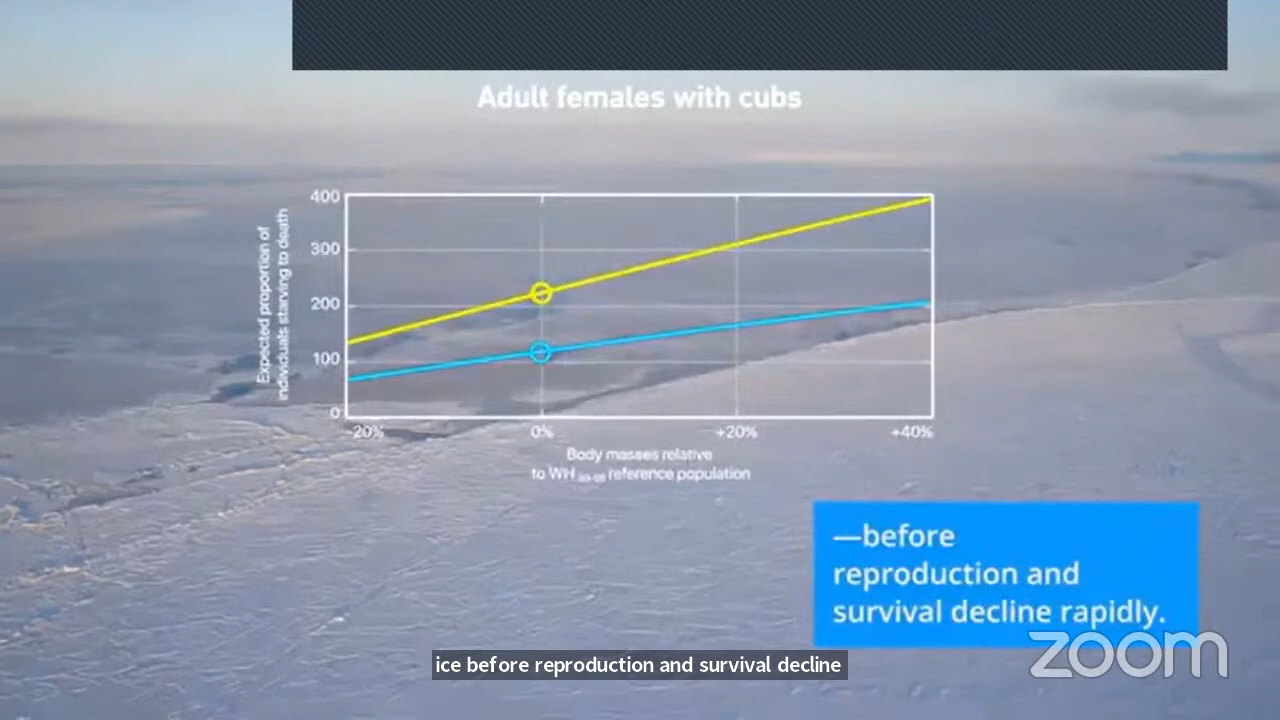 Adult females with cubs
Expected proportion of
individuals starving to death
400
300
200
100
0
-20%
0%
+20%
+40%
Body masses relative
to WH reference population
—before
reproduction and
survival decline rapidly.
zoom
ice before reproduction and survival decline